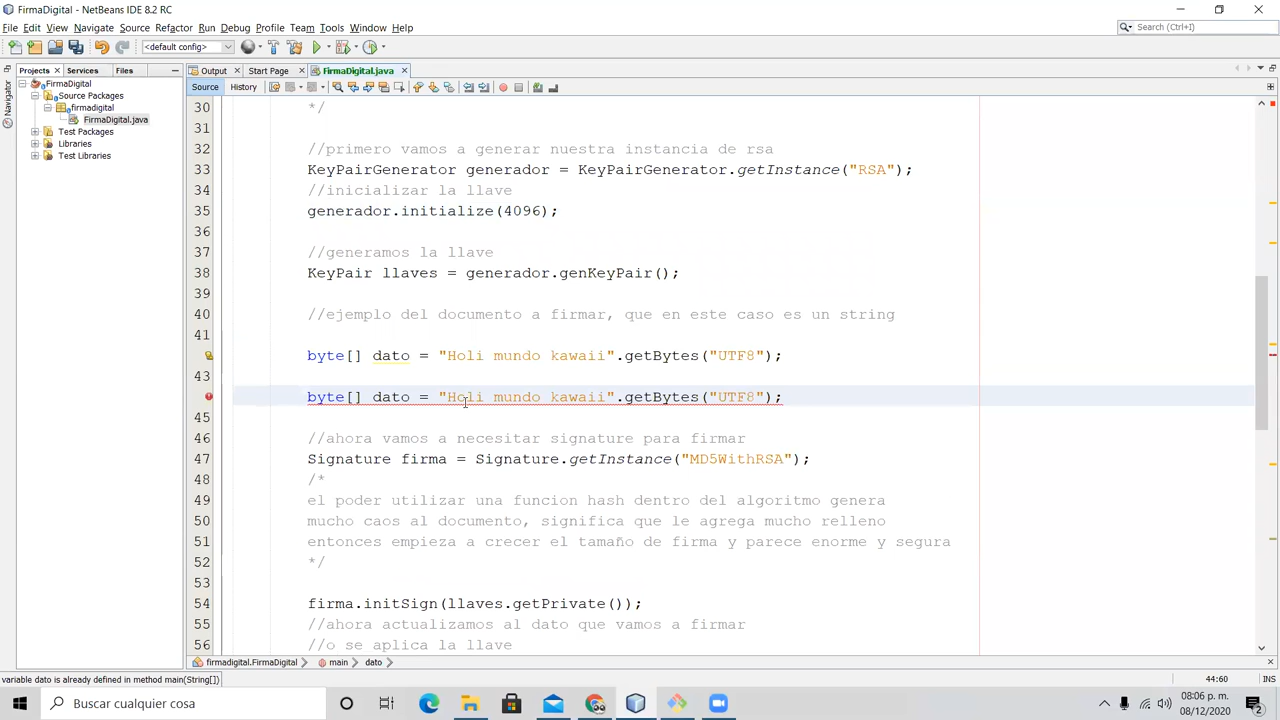 FirmaDigital - NetBeans IDE 8.2 RC
File Edit View Navigate Source Refactor Run Debug Profile Team Tools Window Help
Search (Ctrl+I)
<default config>
Projects Services Files
Output Start Page FirmaDigital.java
Source History
Navigator
FirmaDigital
Source Packages
firmadigital
FirmaDigital.java
Test Packages
Libraries
Test Libraries
30 */
31
32 //primero vamos a generar nuestra instancia de rsa
33 KeyPairGenerator generador = KeyPairGenerator.getInstance("RSA");
34 //inicializar la llave
35 generador.initialize(4096);
36
37 //generamos la llave
38 KeyPair llaves = generador.genKeyPair();
39
40 //ejemplo del documento a firmar, que en este caso es un string
41
byte[] dato = "Holi mundo kawaii".getBytes("UTF8");
43
byte[] dato = "Holi mundo kawaii".getBytes("UTF8");
45
46 //ahora vamos a necesitar signature para firmar
47 Signature firma = Signature.getInstance("MD5WithRSA");
48 /*
49 el poder utilizar una funcion hash dentro del algoritmo genera
50 mucho caos al documento, significa que le agrega mucho relleno
51 entonces empieza a crecer el tamaño de firma y parece enorme y segura
52 */
53
54 firma.initSign(llaves.getPrivate());
55 //ahora actualizamos al dato que vamos a firmar
56 //o se aplica la llave
firmadigital.FirmaDigital main dato
variable dato is already defined in method main(String[])
44:60 INS
Buscar cualquier cosa
08:06 p. m.
08/12/2020
2